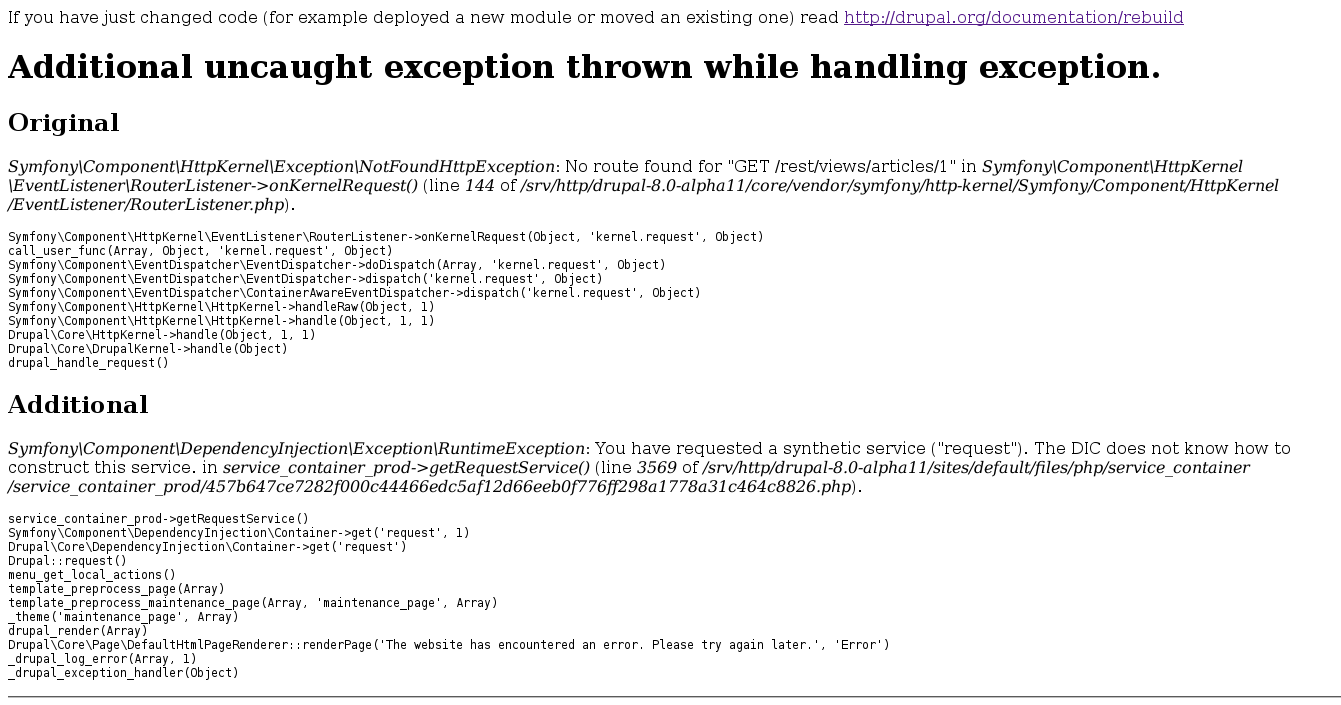 If you have just changed code (for example deployed a new module or moved an existing one) read http://drupal.org/documentation/rebuild
Additional uncaught exception thrown while handling exception.
Original
Symfony\Component\HttpKernel\Exception\NotFoundHttpException: No route found for "GET /rest/views/articles/1" in Symfony\Component\HttpKernel
\EventListener\RouterListener->onKernelRequest() (line 144 of /srv/http/drupal-8.0-alpha11/core/vendor/symfony/http-kernel/Symfony/Component/HttpKernel
/EventListener/RouterListener.php).
Symfony\Component\HttpKernel\EventListener\RouterListener->onKernelRequest(Object, 'kernel.request', Object)
call_user_func(Array, Object, 'kernel.request', Object)
Symfony\Component\EventDispatcher\EventDispatcher->doDispatch(Array, 'kernel.request', Object)
Symfony\Component\EventDispatcher\EventDispatcher->dispatch('kernel.request', Object)
Symfony\Component\EventDispatcher\ContainerAwareEventDispatcher->dispatch('kernel.request', Object)
Symfony\Component\HttpKernel\HttpKernel->handleRaw(Object, 1)
Symfony\Component\HttpKernel\HttpKernel->handle(Object, 1, 1)
Drupal\Core\HttpKernel->handle(Object, 1, 1)
Drupal\Core\DrupalKernel->handle(Object)
drupal_handle_request()
Additional
Symfony\Component\DependencyInjection\Exception\RuntimeException: You have requested a synthetic service ("request"). The DIC does not know how to
construct this service. in service_container_prod->getRequestService() (line 3569 of /srv/http/drupal-8.0-alpha11/sites/default/files/php/service_container
/service_container_prod/457b647ce7282f000c44466edc5af12d66eeb0f776ff298a1778a31c464c8826.php).
service_container_prod->getRequestService()
Symfony\Component\DependencyInjection\Container->get('request', 1)
Drupal\Core\DependencyInjection\Container->get('request')
Drupal::request()
menu_get_local_actions()
template_preprocess_page(Array)
template_preprocess_maintenance_page(Array, 'maintenance_page', Array)
_theme('maintenance_page', Array)
drupal_render(Array)
Drupal\Core\Page\DefaultHtmlPageRenderer::renderPage('The website has encountered an error. Please try again later.', 'Error')
_drupal_log_error(Array, 1)
_drupal_exception_handler(Object)